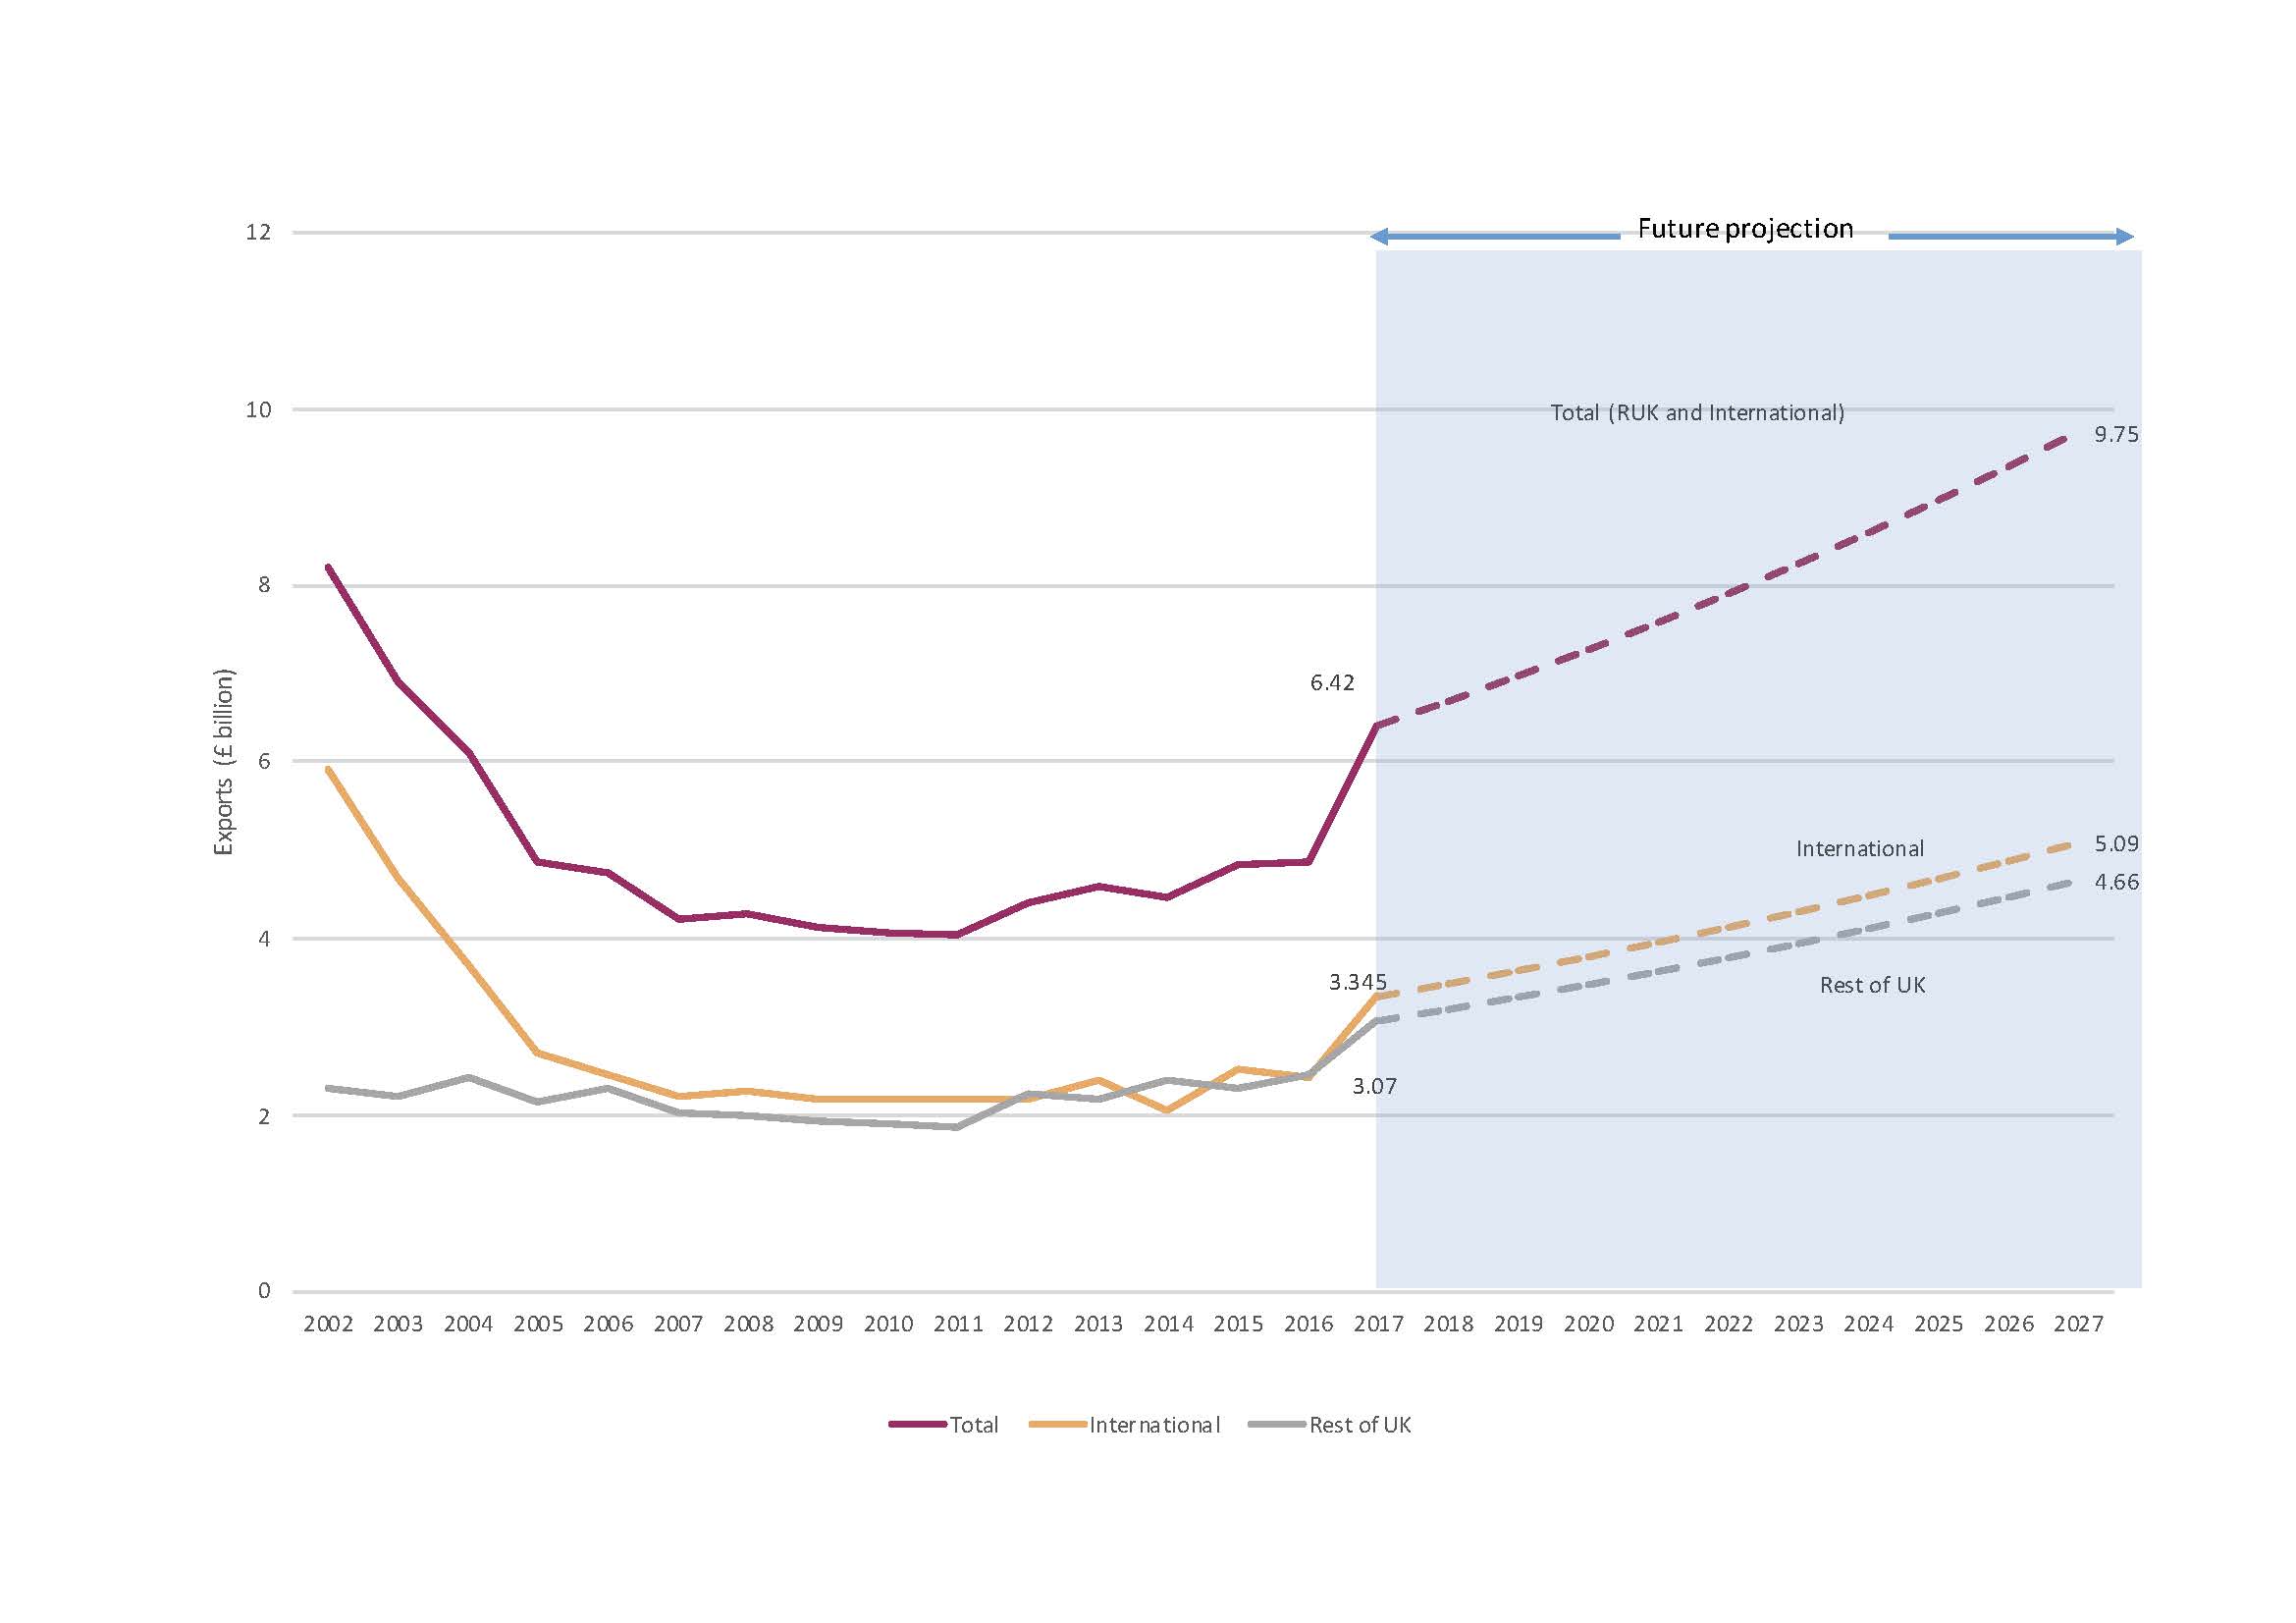 Future projection
12
10
8
6
4
2
0
Exports (£ billion)
Total (RUK and International)
9.75
6.42
International
5.09
4.66
3.345
Rest of UK
3.07
2002 2003 2004 2005 2006 2007 2008 2009 2010 2011 2012 2013 2014 2015 2016 2017 2018 2019 2020 2021 2022 2023 2024 2025 2026 2027
Total International Rest of UK